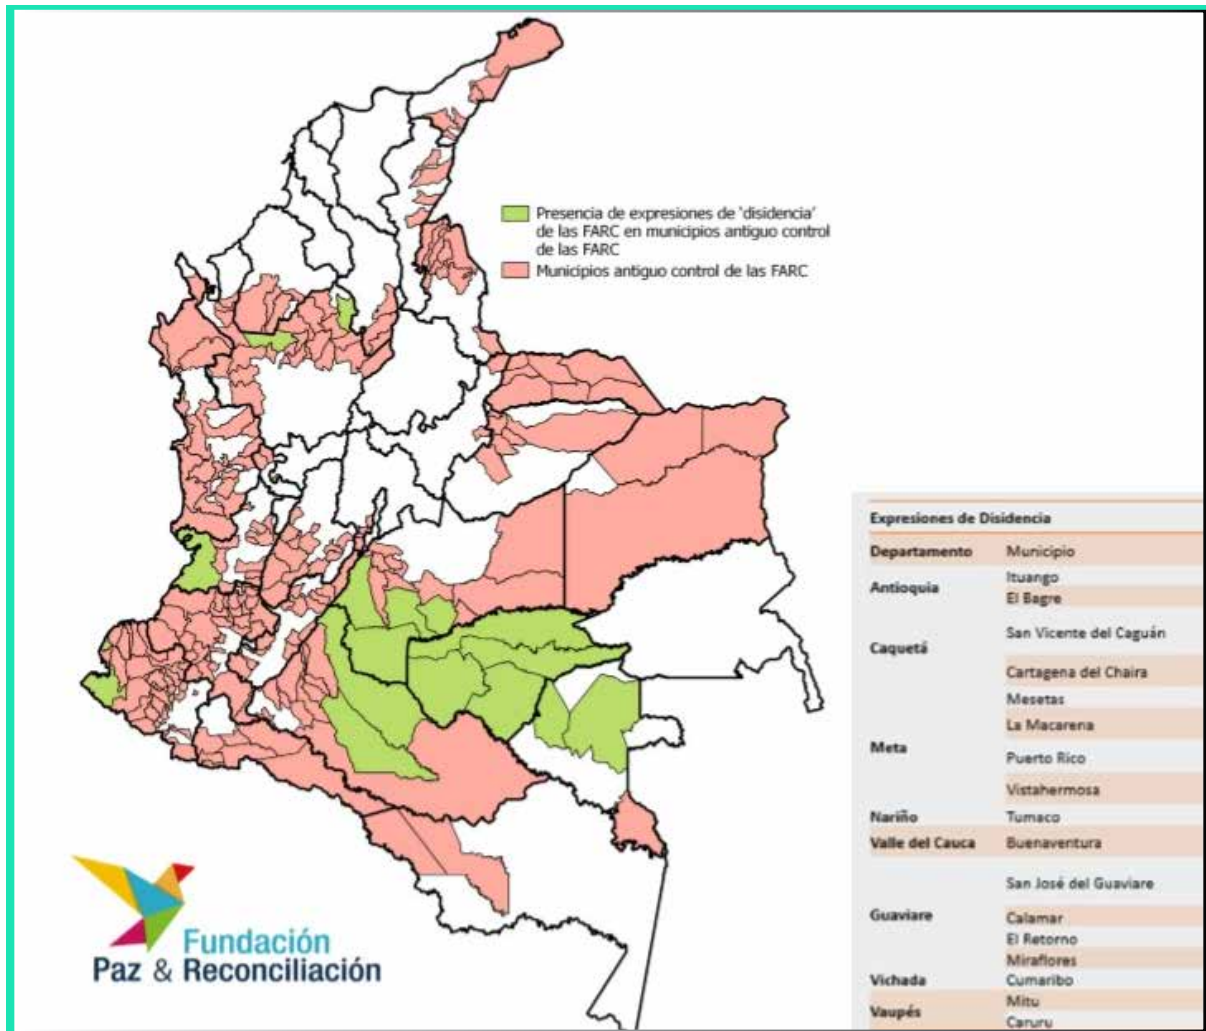 Presencia de expresiones de 'disidencia'
de las FARC en municipios antiguo control
de las FARC
Municipios antiguo control de las FARC
Expresiones de Disidencia
Departamento Municipio
Antioquia
Ituango
El Bagre
Caquetá
San Vicente del Caguán
Cartagena del Chaira
Meta
Mesetas
La Macarena
Puerto Rico
Vistahermosa
Nariño Tumaco
Valle del Cauca Buenaventura
Guaviare
San José del Guaviare
Calamar
El Retorno
Miraflores
Vichada Cumaribo
Vaupés
Mitu
Caruru
Fundación
Paz & Reconciliación